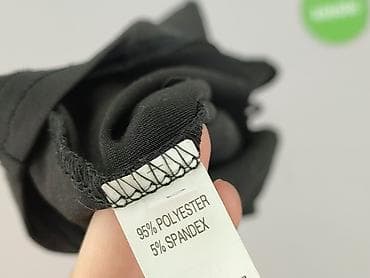 95% POLYESTER
5% SPANDEX